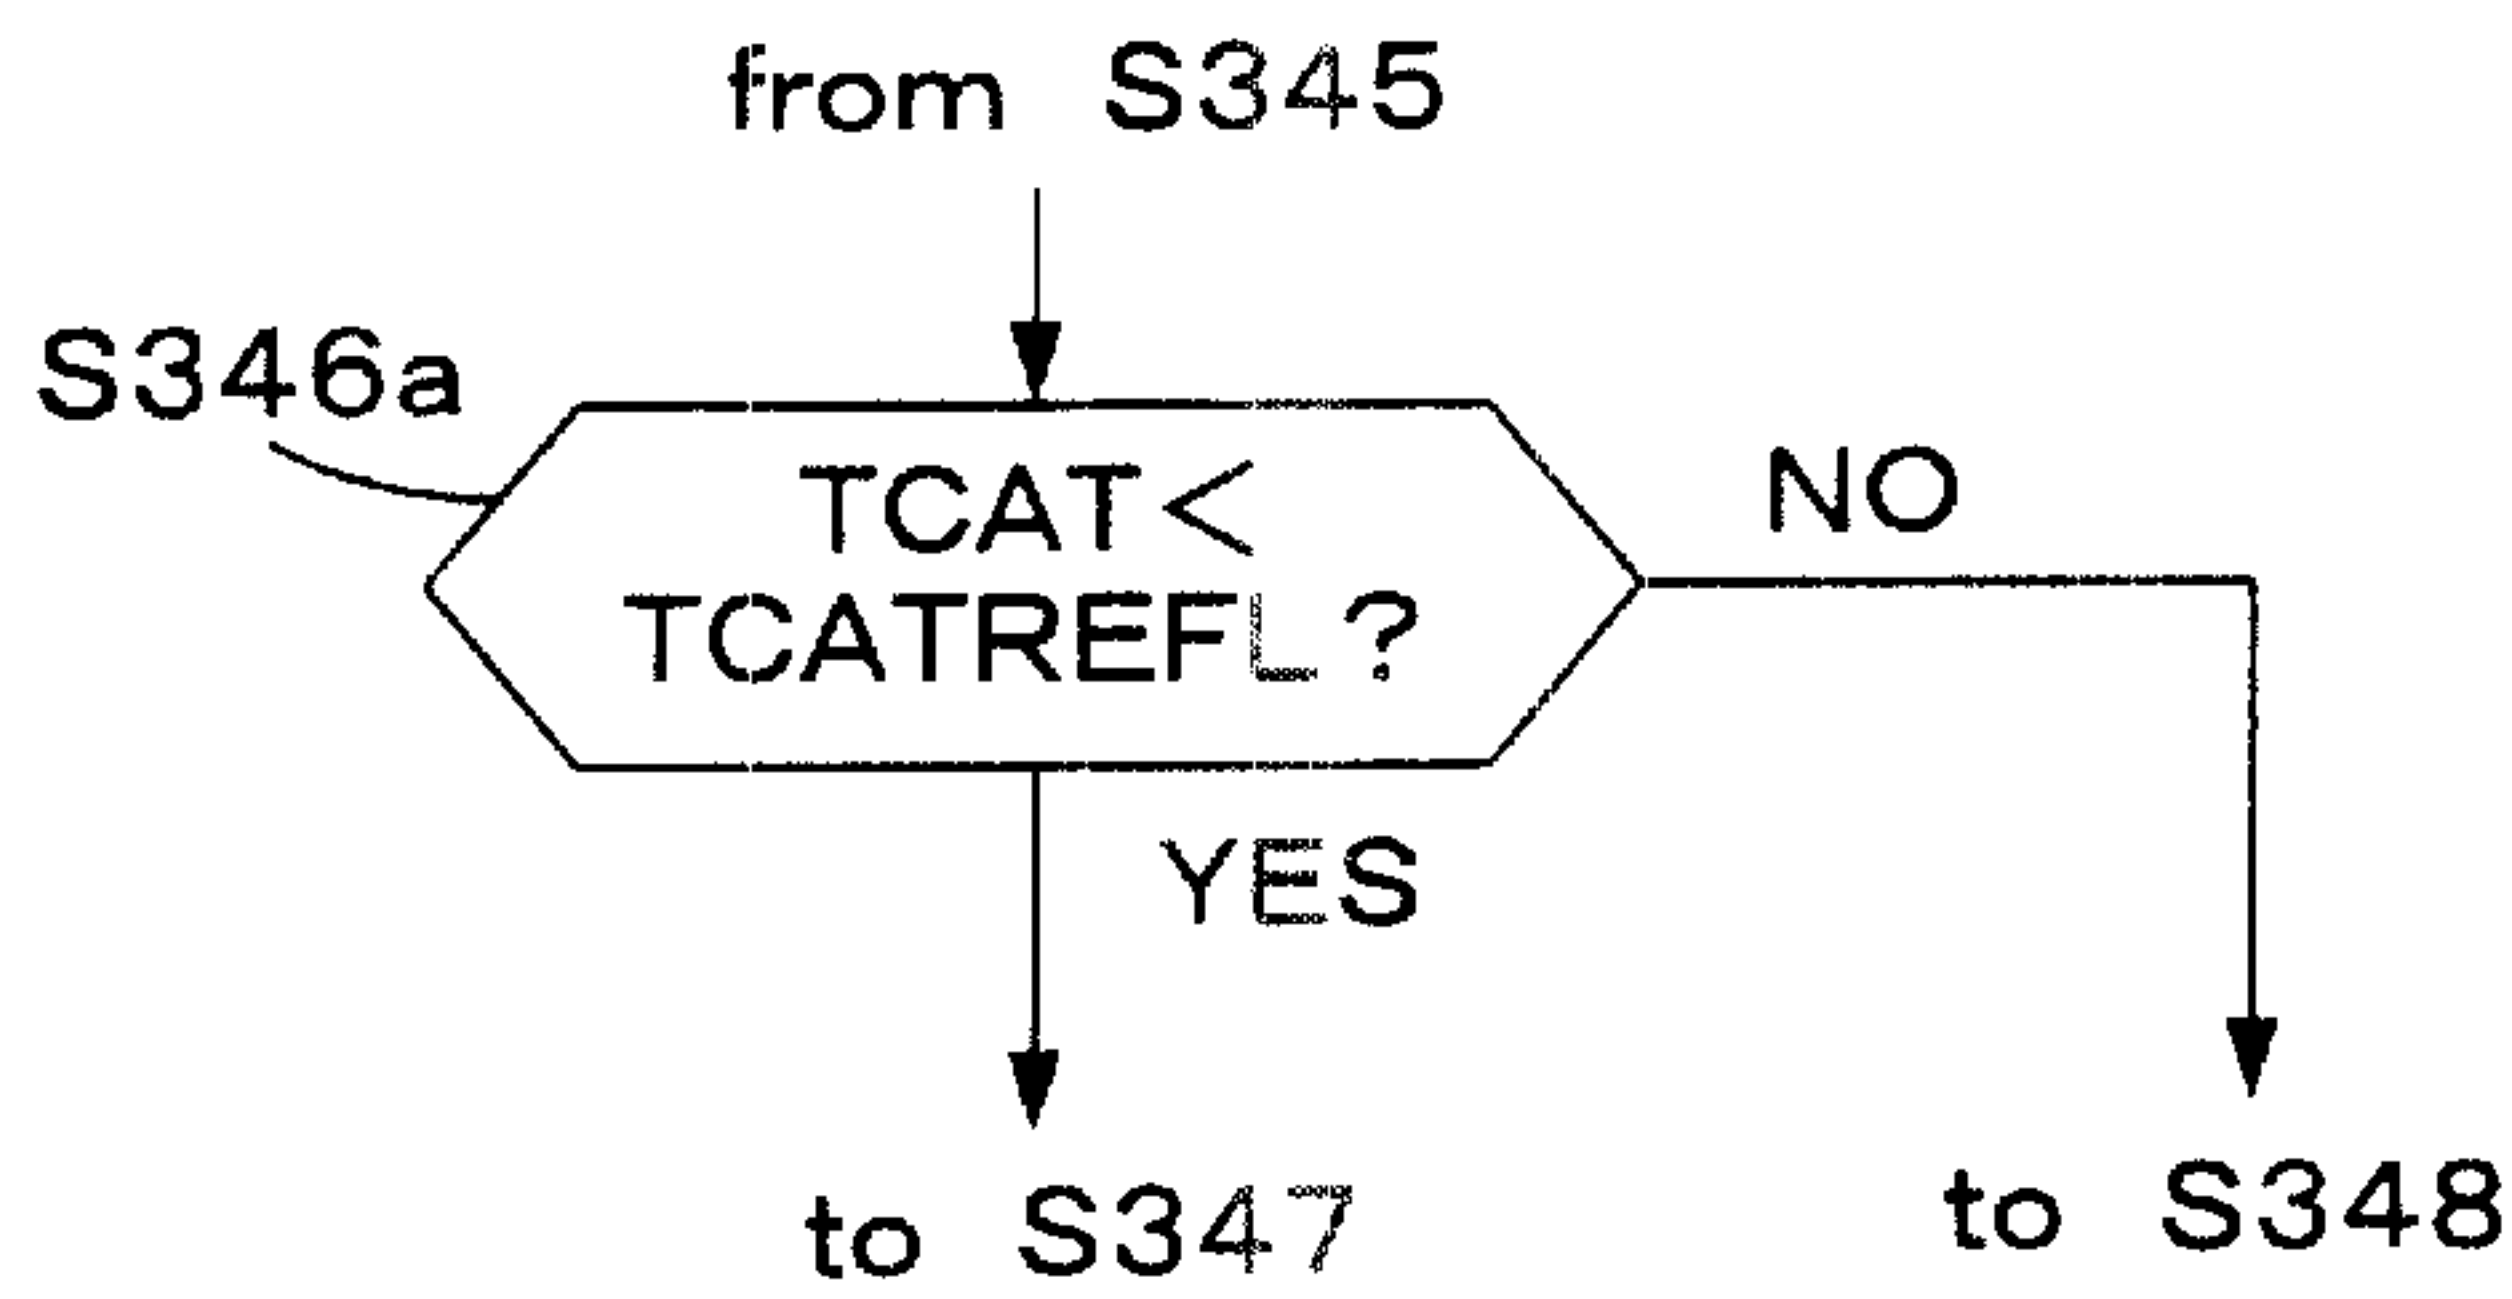 from S345
S346a
TCAT<
TCATREFL ?
NO
YES
to S347
to S348